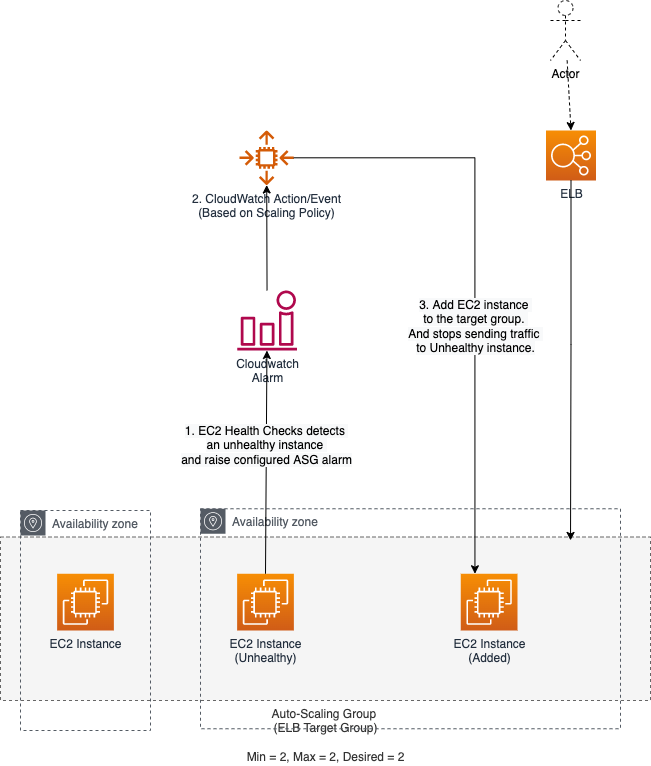 Actor
ELB
2. CloudWatch Action/Event
(Based on Scaling Policy)
3. Add EC2 instance
to the target group.
And stops sending traffic
to Unhealthy instance.
Cloudwatch
Alarm
1. EC2 Health Checks detects
an unhealthy instance
and raise configured ASG alarm
Availability zone
Availability zone
EC2 Instance
EC2 Instance
(Unhealthy)
EC2 Instance
(Added)
Auto-Scaling Group
(ELB Target Group)
Min = 2, Max = 2, Desired = 2